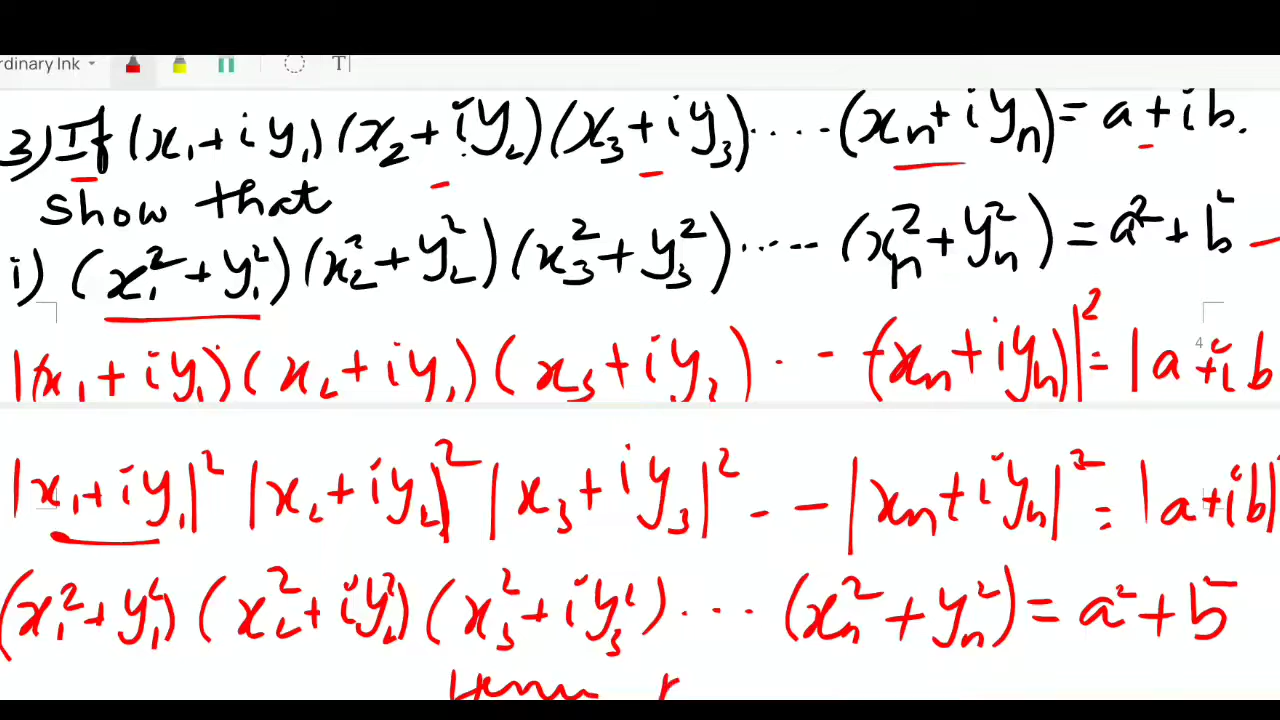 rdinary Ink T|
3) If (x₁+iy₁)(x₂+iy₂)(x₃+iy₃)....(xₙ+iyₙ)=a+ib.
show that
i) (x₁²+y₁²)(x₂²+y₂²)(x₃²+y₃²)....(xₙ²+yₙ²)=a²+b²
|(x₁+iy₁)(x₂+iy₂)(x₃+iy₃)..-(xₙ+iyₙ)|²=|a+ib
4
|x₁+iy₁|²|x₂+iy₂|²|x₃+iy₃|²--|xₙ+iyₙ|²=|a+ib|²
(x₁²+y₁²)(x₂²+iy₂²)(x₃²+iy₃²)...(xₙ²+yₙ²)=a²+b²